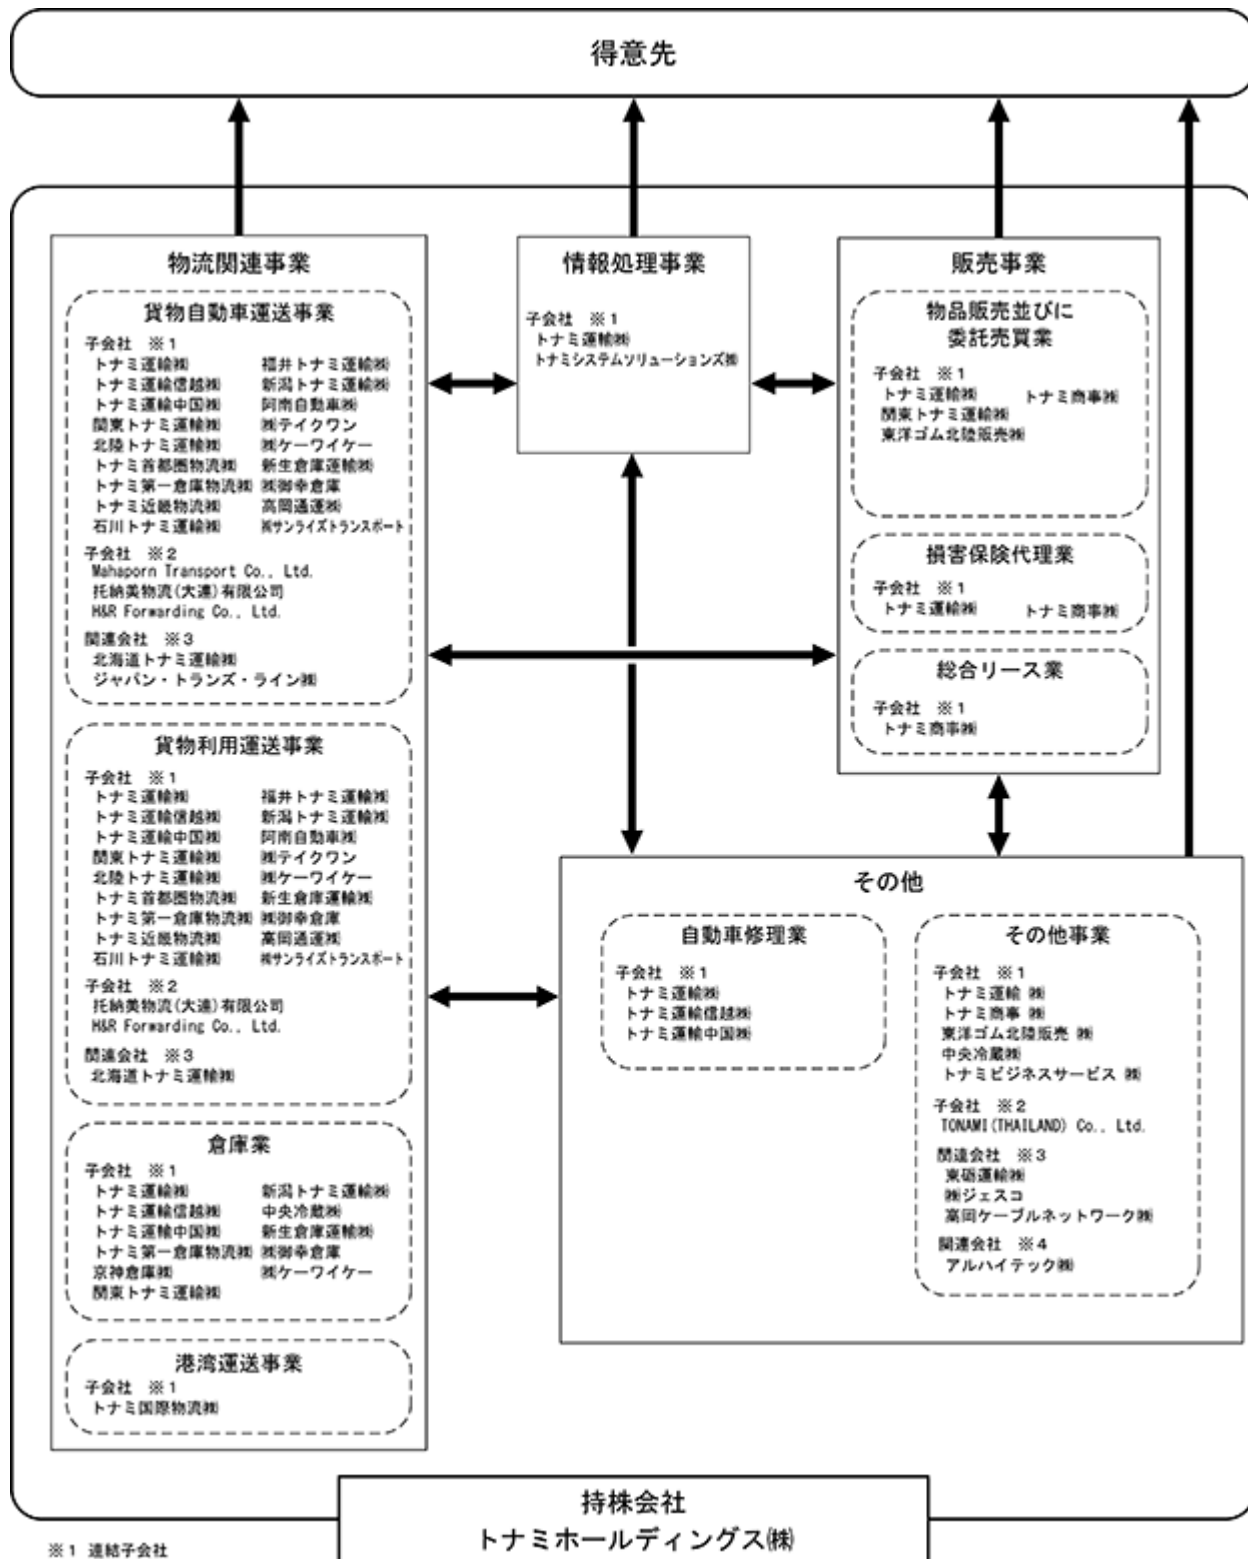 得意先
物流関連事業
貨物自動車運送事業
子会社 ※1
トナミ運輸㈱ 福井トナミ運輸㈱
トナミ運輸信越㈱ 新潟トナミ運輸㈱
トナミ運輸中国㈱ 阿南自動車㈱
関東トナミ運輸㈱ ㈱テイクワン
北陸トナミ運輸㈱ ㈱ケーワイケー
トナミ首都圏物流㈱ 新生倉庫運輸㈱
トナミ第一倉庫物流㈱ ㈱御幸倉庫
トナミ近畿物流㈱ 高岡通運㈱
石川トナミ運輸㈱ ㈱サンライズトランスポート
子会社 ※2
Mahaporn Transport Co., Ltd.
托納美物流(大連)有限公司
H&R Forwarding Co., Ltd.
関連会社 ※3
北海道トナミ運輸㈱
ジャパン・トランズ・ライン㈱
貨物利用運送事業
子会社 ※1
トナミ運輸㈱ 福井トナミ運輸㈱
トナミ運輸信越㈱ 新潟トナミ運輸㈱
トナミ運輸中国㈱ 阿南自動車㈱
関東トナミ運輸㈱ ㈱テイクワン
北陸トナミ運輸㈱ ㈱ケーワイケー
トナミ首都圏物流㈱ 新生倉庫運輸㈱
トナミ第一倉庫物流㈱ ㈱御幸倉庫
トナミ近畿物流㈱ 高岡通運㈱
石川トナミ運輸㈱ ㈱サンライズトランスポート
子会社 ※2
托納美物流(大連)有限公司
H&R Forwarding Co., Ltd.
関連会社 ※3
北海道トナミ運輸㈱
倉庫業
子会社 ※1
トナミ運輸㈱ 新潟トナミ運輸㈱
トナミ運輸信越㈱ 中央冷蔵㈱
トナミ運輸中国㈱ 新生倉庫運輸㈱
トナミ第一倉庫物流㈱ ㈱御幸倉庫
京神倉庫㈱ ㈱ケーワイケー
関東トナミ運輸㈱
港湾運送事業
子会社 ※1
トナミ国際物流㈱
情報処理事業
子会社 ※1
トナミ運輸㈱
トナミシステムソリューションズ㈱
販売事業
物品販売並びに
委託売買業
子会社 ※1
トナミ運輸㈱ トナミ商事㈱
関東トナミ運輸㈱
東洋ゴム北陸販売㈱
損害保険代理業
子会社 ※1
トナミ運輸㈱ トナミ商事㈱
総合リース業
子会社 ※1
トナミ商事㈱
その他
自動車修理業
子会社 ※1
トナミ運輸㈱
トナミ運輸信越㈱
トナミ運輸中国㈱
その他事業
子会社 ※1
トナミ運輸 ㈱
トナミ商事 ㈱
東洋ゴム北陸販売 ㈱
中央冷蔵㈱
トナミビジネスサービス ㈱
子会社 ※2
TONAMI(THAILAND) Co., Ltd.
関連会社 ※3
東砺運輸㈱
㈱ジェスコ
高岡ケーブルネットワーク㈱
関連会社 ※4
アルハイテック㈱
持株会社
トナミホールディングス㈱
※1 連結子会社